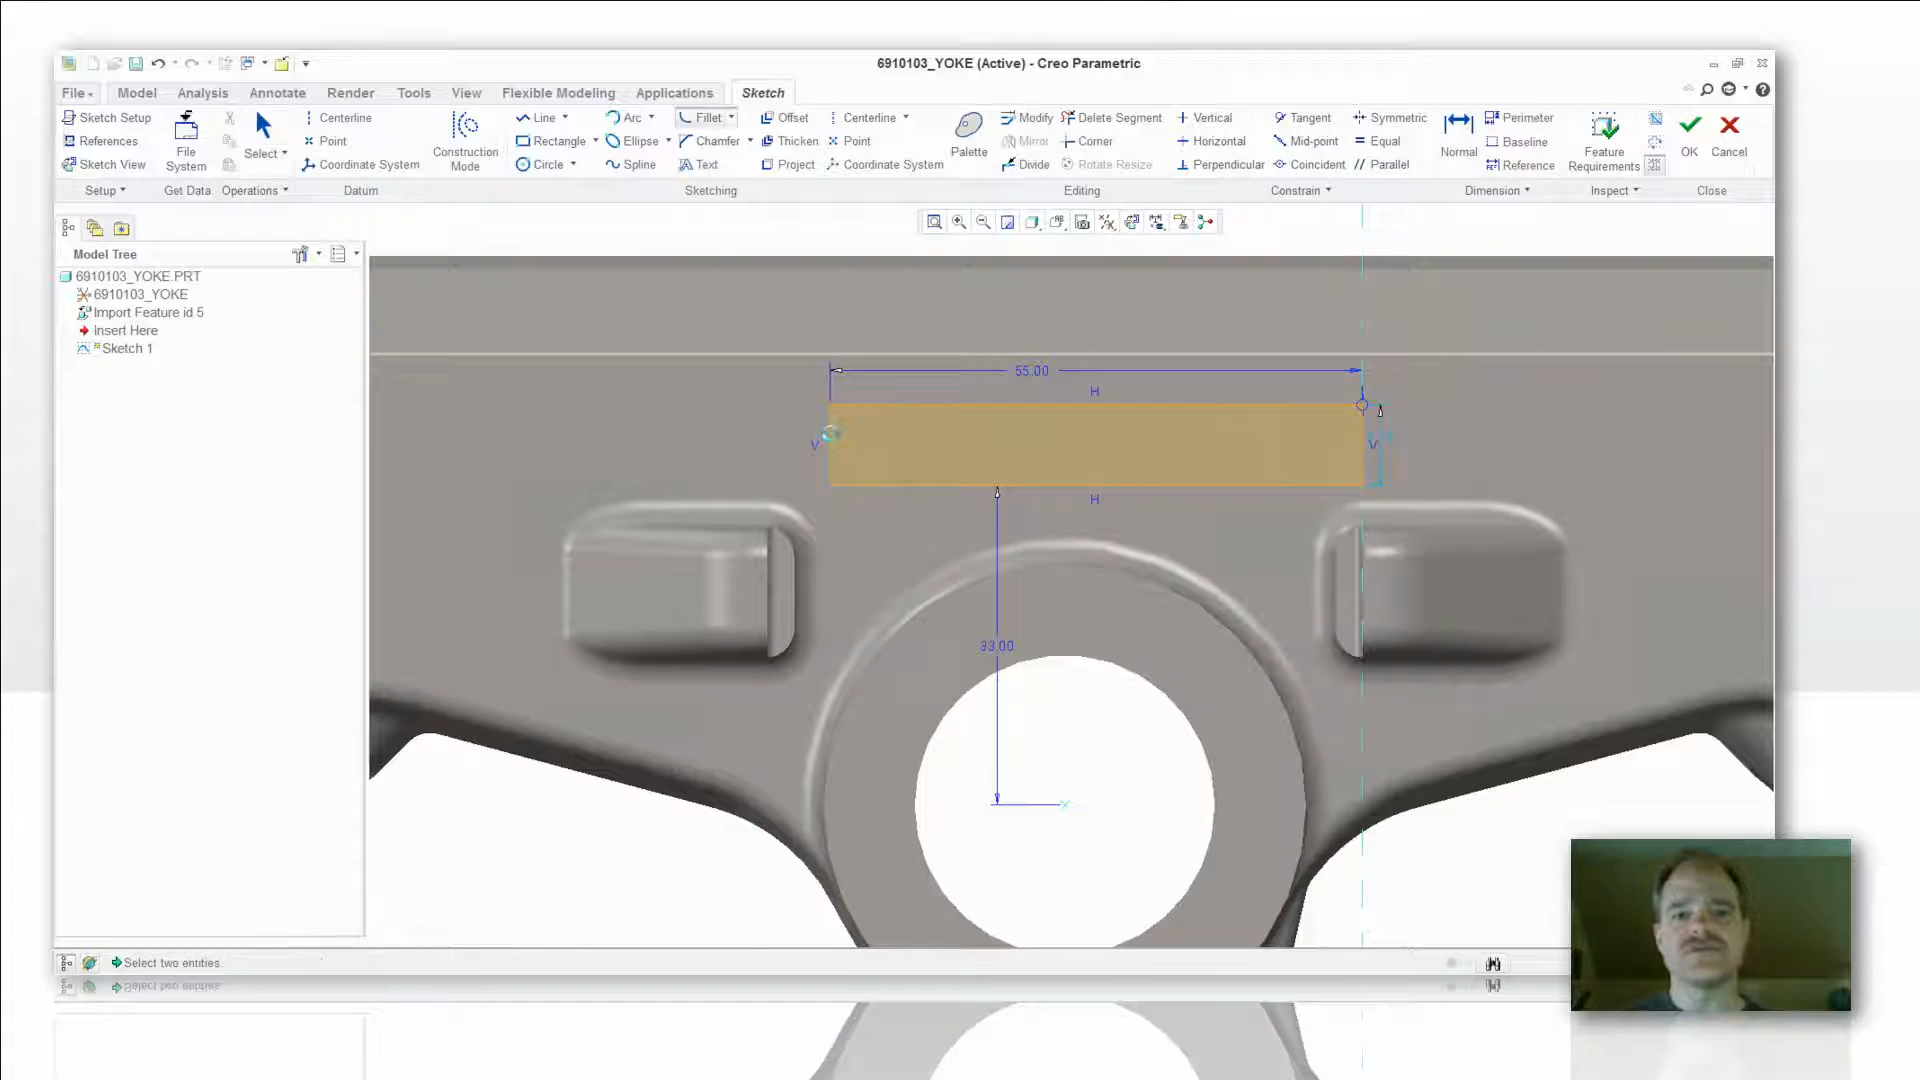 6910103_YOKE (Active) - Creo Parametric
File Model Analysis Annotate Render Tools View Flexible Modeling Applications Sketch
Sketch Setup
References
Sketch View
Setup
File System
Get Data
Select
Operations
Centerline
Point
Coordinate System
Datum
Construction Mode
Line Arc Fillet Offset Centerline
Rectangle Ellipse Chamfer Thicken Point
Circle Spline Text Project Coordinate System
Sketching
Palette
Modify Delete Segment
Mirror Corner
Divide Rotate Resize
Editing
Vertical Tangent Symmetric
Horizontal Mid-point Equal
Perpendicular Coincident Parallel
Constrain
Normal
Perimeter
Baseline
Reference
Dimension
Feature Requirements
Inspect
OK Cancel
Close
Model Tree
6910103_YOKE.PRT
6910103_YOKE
Import Feature id 5
Insert Here
Sketch 1
55.00
H
V V
H
33.00
Select two entities.